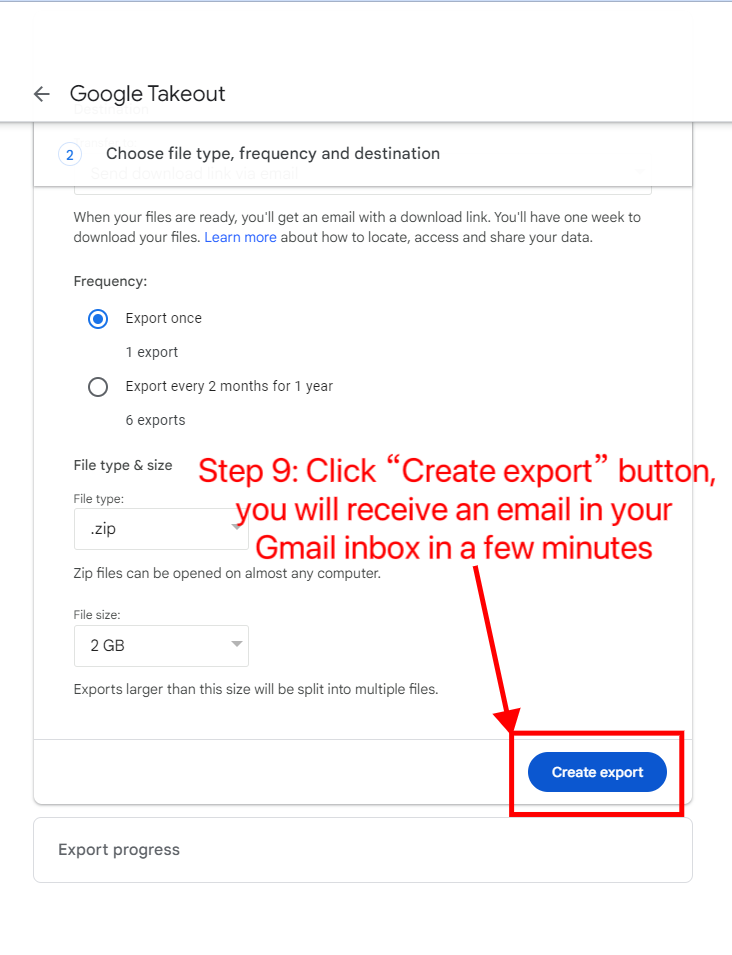 Google Takeout
2
Choose file type, frequency and destination
Send download link via email
When your files are ready, you'll get an email with a download link. You'll have one week to
download your files. Learn more about how to locate, access and share your data.
Frequency:
Export once
1 export
Export every 2 months for 1 year
6 exports
File type & size
Step 9: Click “Create export” button,
you will receive an email in your
Gmail inbox in a few minutes
File type:
.zip
Zip files can be opened on almost any computer.
File size:
2 GB
Exports larger than this size will be split into multiple files.
Create export
Export progress